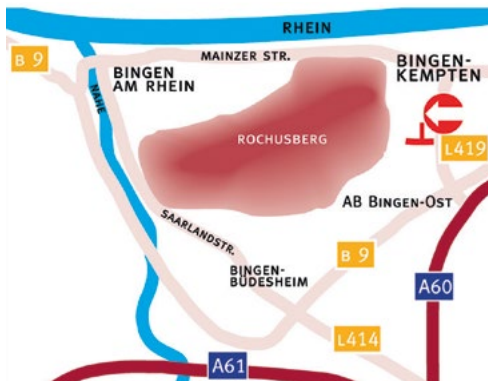 RHEIN
B 9
MAINZER STR.
BINGEN
AM RHEIN
BINGEN-
KEMPTEN
NAHE
ROCHUSBERG
L419
AB BINGEN-OST
SAARLANDSTR.
B 9
BINGEN-
BÜDESHEIM
A60
L414
A61